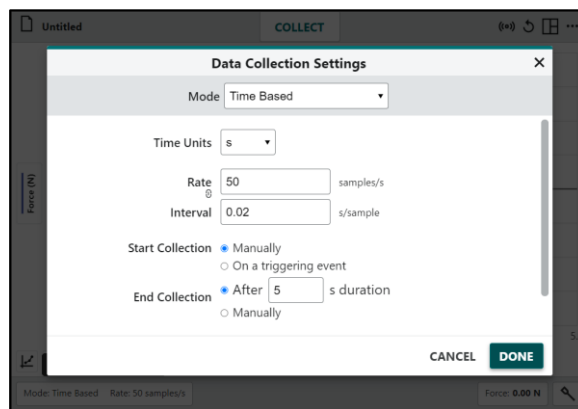 Untitled
COLLECT
Data Collection Settings
Mode Time Based
Time Units s
Rate 50 samples/s
Interval 0.02 s/sample
Start Collection Manually
On a triggering event
End Collection After 5 s duration
Manually
Force (N)
CANCEL DONE
Mode: Time Based Rate: 50 samples/s Force: 0.00 N